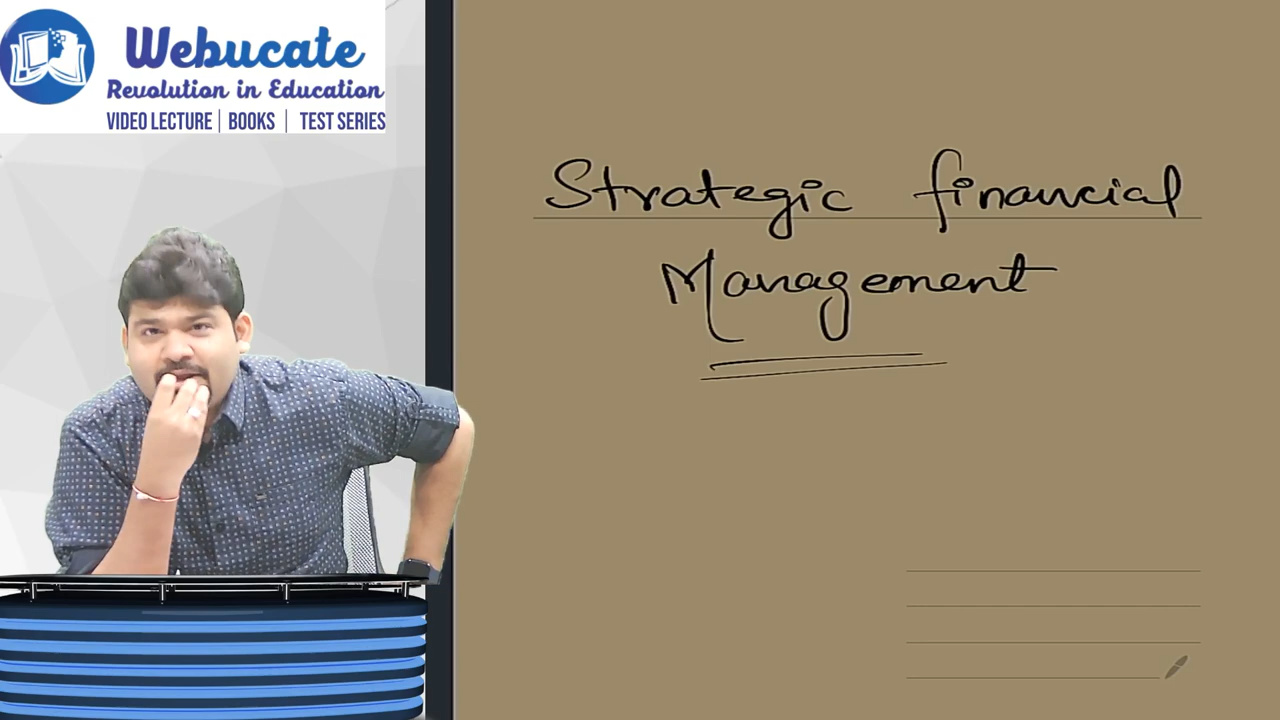 Webucate
Revolution in Education
VIDEO LECTURE | BOOKS | TEST SERIES
Strategic financial
Management